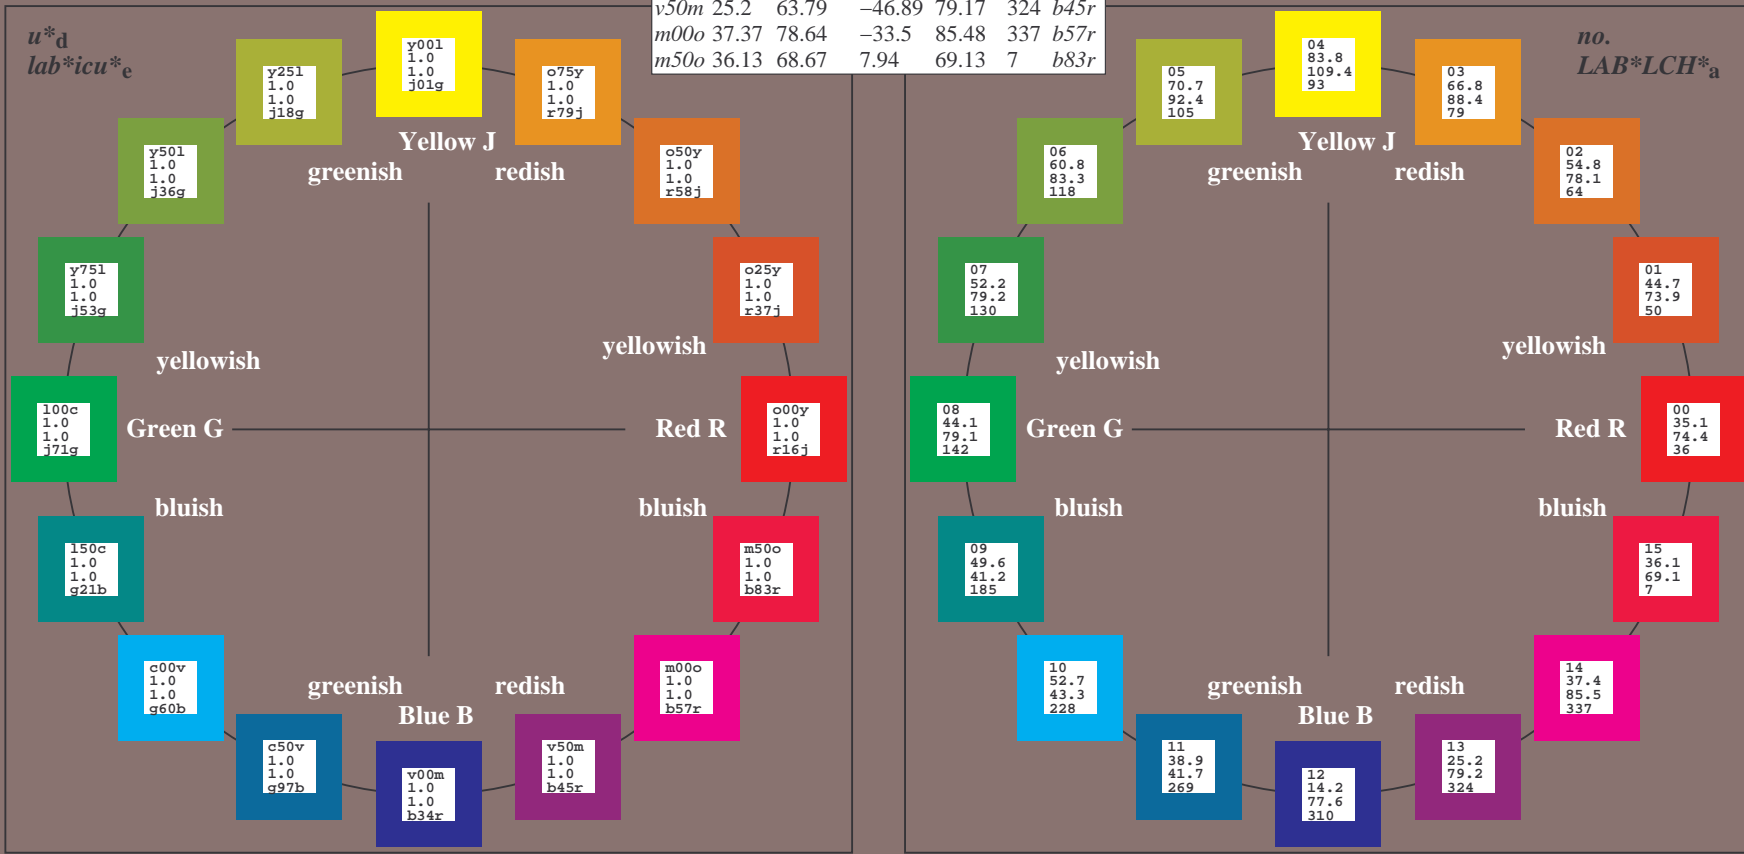 v50m 25.2 63.79 −46.89 79.17 324 b45r
m00o 37.37 78.64 −33.5 85.48 337 b57r
m50o 36.13 68.67 7.94 69.13 7 b83r
u*d
lab*icu*e
y00l
1.0
1.0
j01g
y25l
1.0
1.0
j18g
o75y
1.0
1.0
r79j
y50l
1.0
1.0
j36g
o50y
1.0
1.0
r58j
Yellow J
greenish redish
y75l
1.0
1.0
j53g
o25y
1.0
1.0
r37j
yellowish
yellowish
l00c
1.0
1.0
j71g
Green G
Red R
o00y
1.0
1.0
r16j
bluish
bluish
l50c
1.0
1.0
g21b
m50o
1.0
1.0
b83r
c00v
1.0
1.0
g60b
m00o
1.0
1.0
b57r
greenish redish
Blue B
c50v
1.0
1.0
g97b
v00m
1.0
1.0
b34r
v50m
1.0
1.0
b45r
no.
LAB*LCH*a
04
83.8
109.4
93
05
70.7
92.4
105
03
66.8
88.4
79
06
60.8
83.3
118
02
54.8
78.1
64
Yellow J
greenish redish
07
52.2
79.2
130
01
44.7
73.9
50
yellowish
yellowish
08
44.1
79.1
142
Green G
Red R
00
35.1
74.4
36
bluish
bluish
09
49.6
41.2
185
15
36.1
69.1
7
10
52.7
43.3
228
14
37.4
85.5
337
greenish redish
Blue B
11
38.9
41.7
269
12
14.2
77.6
310
13
25.2
79.2
324